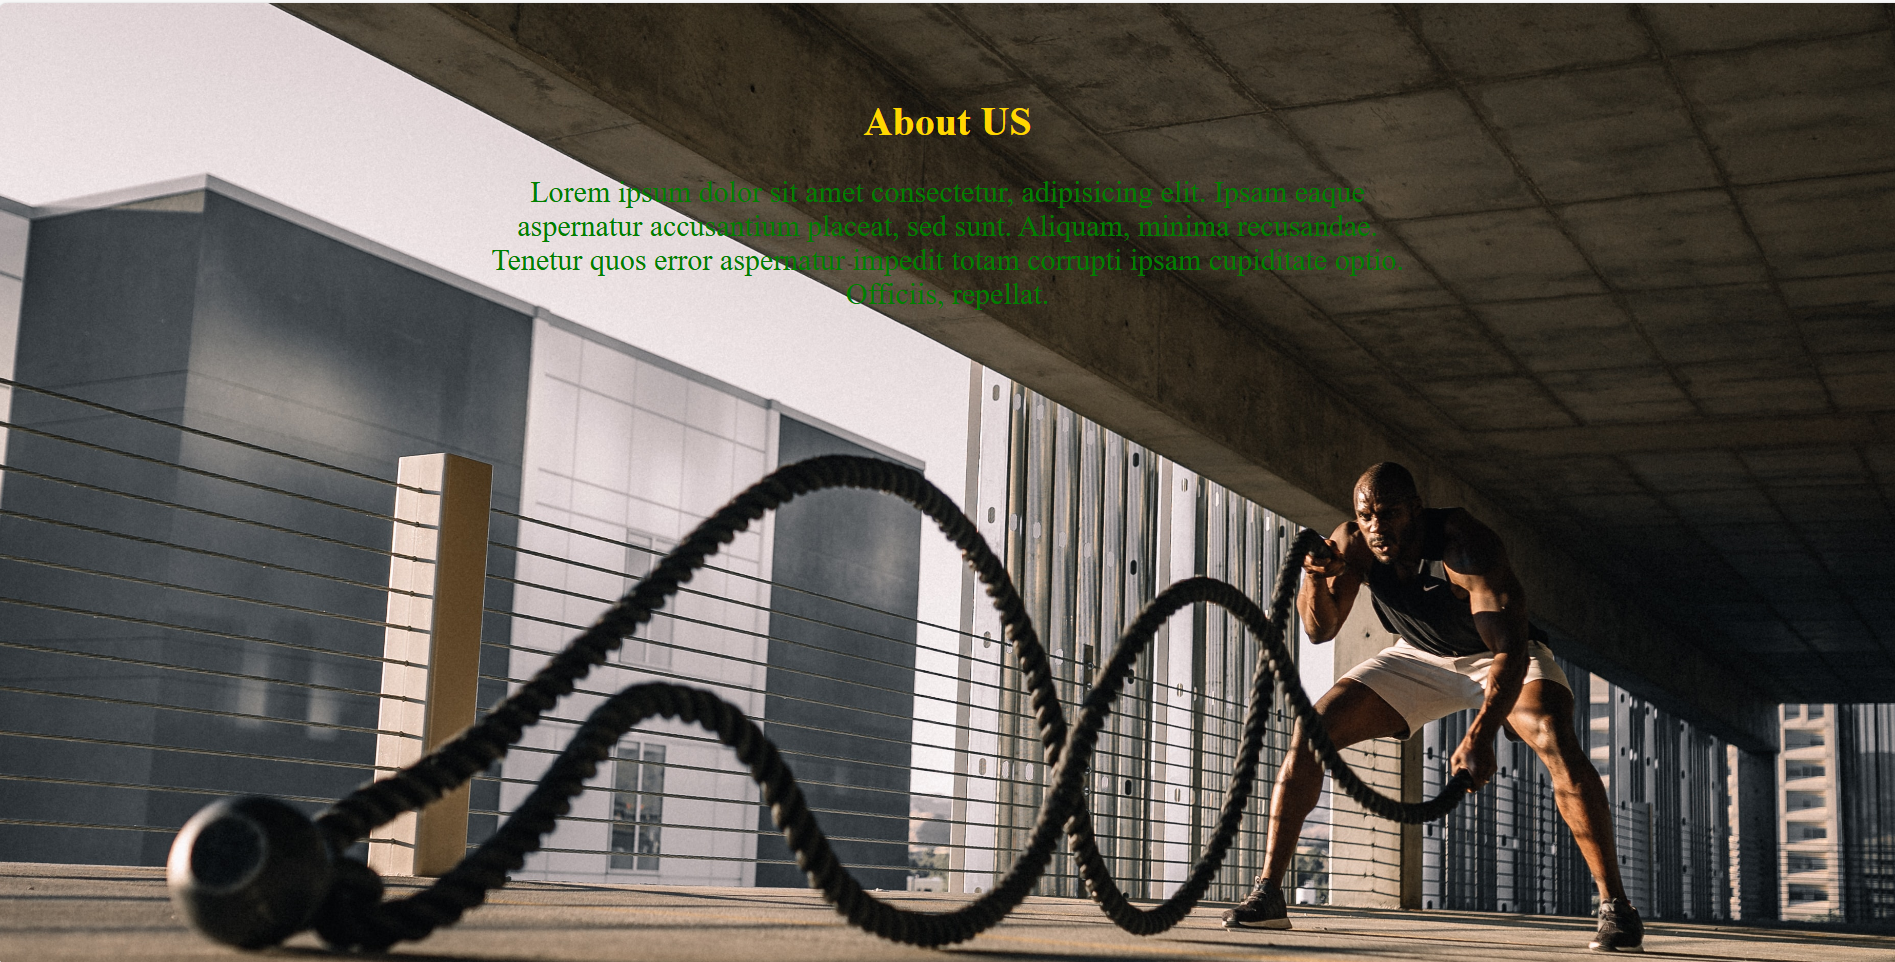 About US
Lorem ipsum dolor sit amet consectetur, adipisicing elit. Ipsam eaque
aspernatur accusantium placeat, sed sunt. Aliquam, minima recusandae.
Tenetur quos error aspernatur impedit totam corrupti ipsam cupiditate optio.
Officiis, repellat.